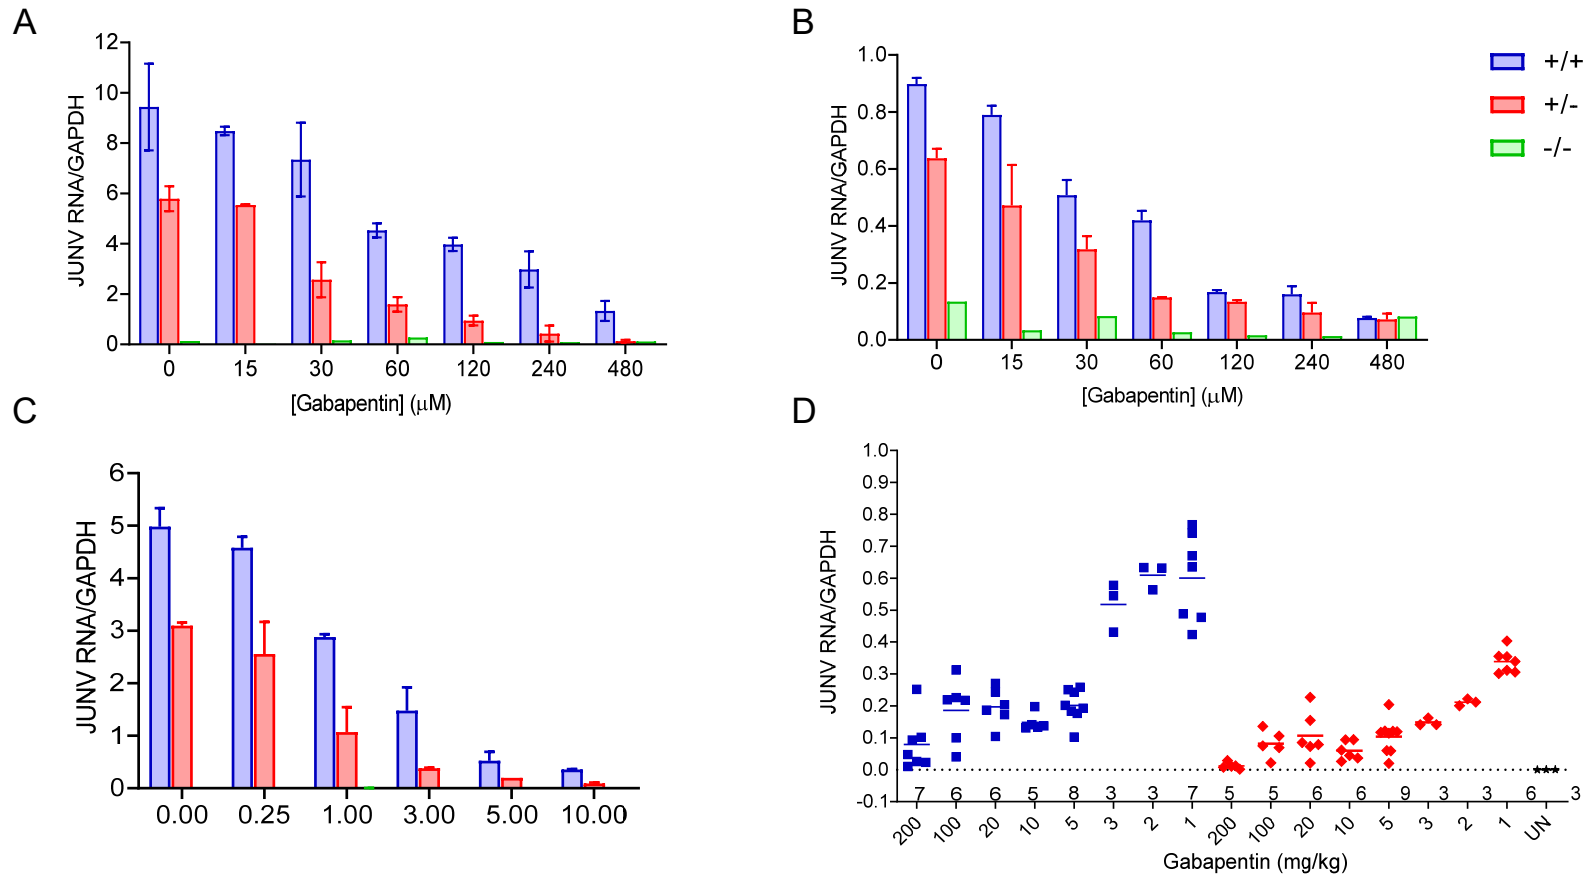 A
12
10
8
6
4
2
0
JUNV RNA/GAPDH
0 15 30 60 120 240 480
[Gabapentin] (μM)
B
1.0
0.8
0.6
0.4
0.2
0.0
JUNV RNA/GAPDH
0 15 30 60 120 240 480
[Gabapentin] (μM)
+/+
+/-
-/-
C
6
5
4
3
2
1
0
JUNV RNA/GAPDH
0.00 0.25 1.00 3.00 5.00 10.00
D
1.0
0.9
0.8
0.7
0.6
0.5
0.4
0.3
0.2
0.1
0.0
-0.1
JUNV RNA/GAPDH
7 6 6 5 8 3 3 7 5 5 6 6 9 3 3 6 3
200 100 20 10 5 3 2 1 200 100 20 10 5 3 2 1 UN
Gabapentin (mg/kg)